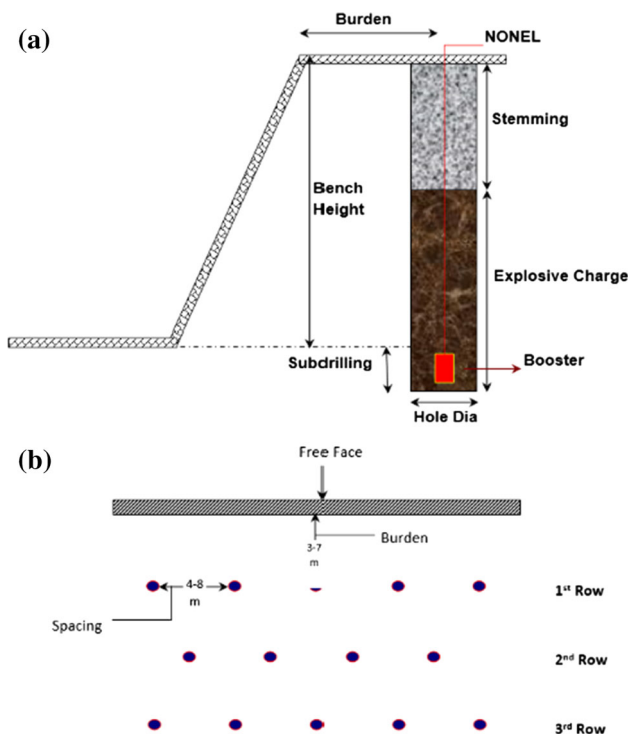 (a)
Burden
NONEL
Stemming
Bench
Height
Explosive Charge
Subdrilling
Booster
Hole Dia
(b)
Free Face
Burden
3-7
m
4-8
m
1st Row
Spacing
2nd Row
3rd Row